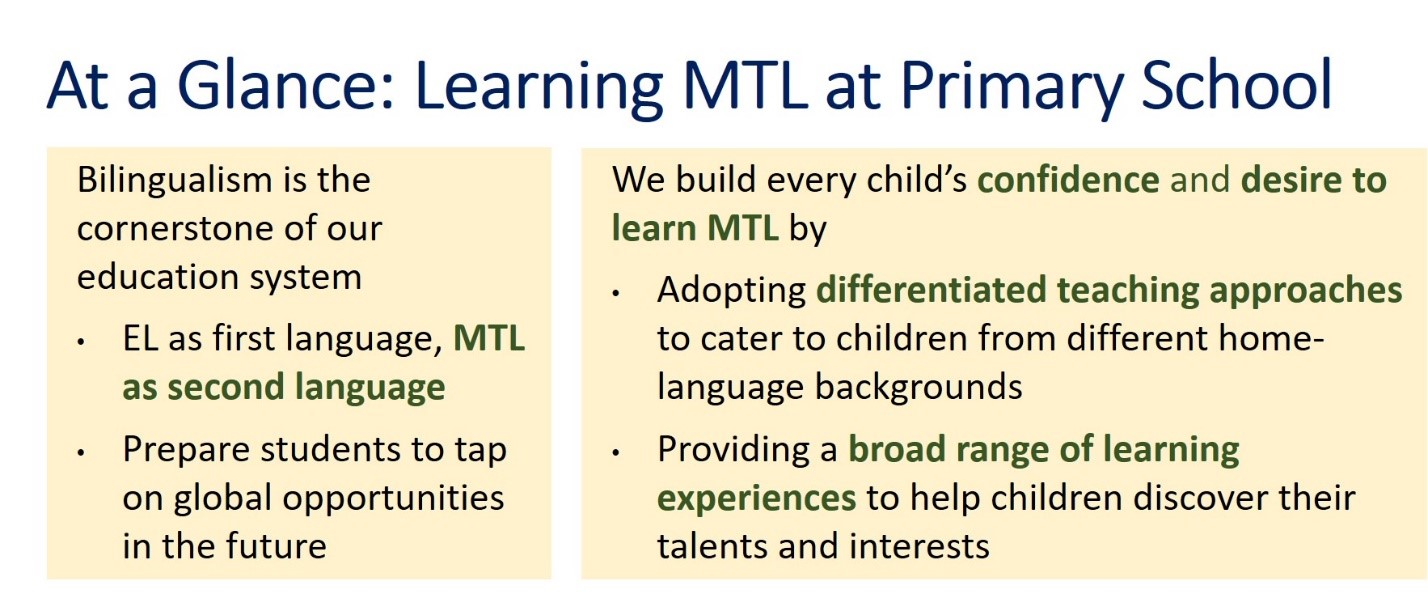 At a Glance: Learning MTL at Primary School
Bilingualism is the
cornerstone of our
education system
• EL as first language, MTL
as second language
• Prepare students to tap
on global opportunities
in the future
We build every child’s confidence and desire to
learn MTL by
• Adopting differentiated teaching approaches
to cater to children from different home-
language backgrounds
• Providing a broad range of learning
experiences to help children discover their
talents and interests